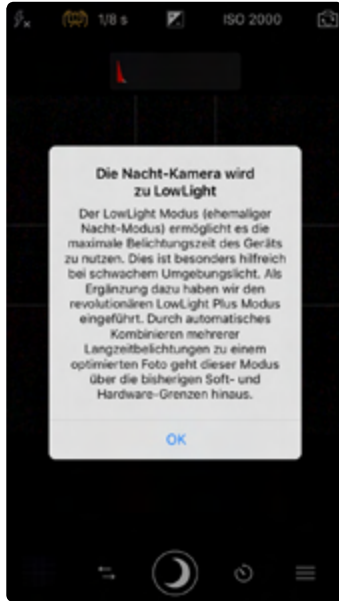 1/8 s
ISO 2000
Die Nacht-Kamera wird
zu LowLight
Der LowLight Modus (ehemaliger
Nacht-Modus) ermöglicht es die
maximale Belichtungszeit des Geräts
zu nutzen. Dies ist besonders hilfreich
bei schwachem Umgebungslicht. Als
Ergänzung dazu haben wir den
revolutionären LowLight Plus Modus
eingeführt. Durch automatisches
Kombinieren mehrerer
Langzeitbelichtungen zu einem
optimierten Foto geht dieser Modus
über die bisherigen Soft- und
Hardware-Grenzen hinaus.
OK